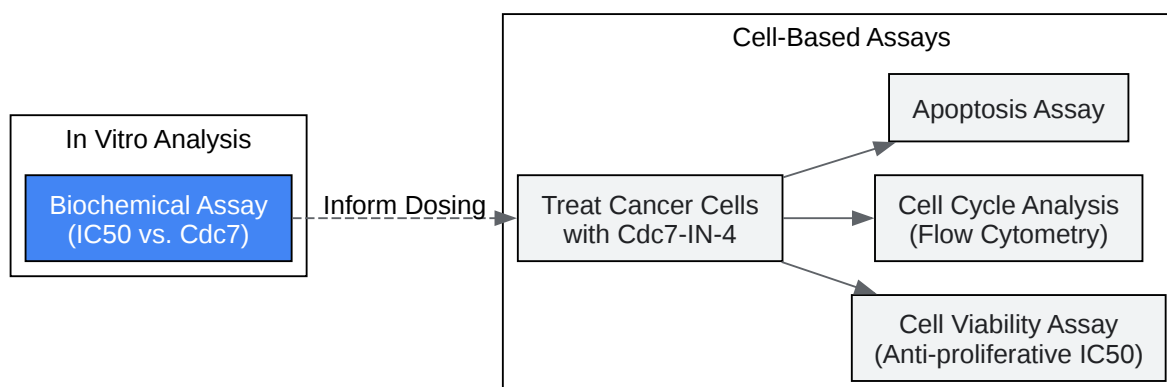 Cell-Based Assays
In Vitro Analysis
Biochemical Assay
(IC50 vs. Cdc7)
Inform Dosing
Treat Cancer Cells
with Cdc7-IN-4
Apoptosis Assay
Cell Cycle Analysis
(Flow Cytometry)
Cell Viability Assay
(Anti-proliferative IC50)